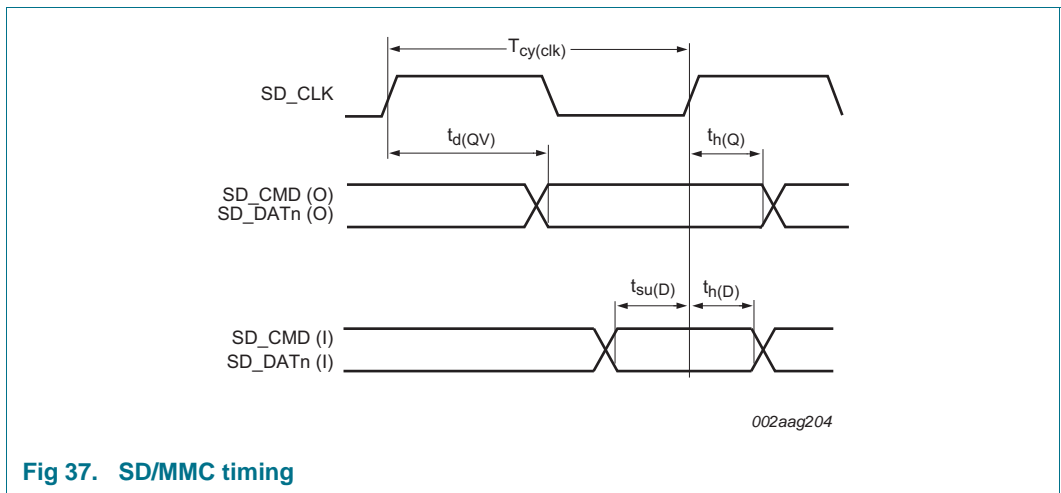 Tcy(clk)
SD_CLK
td(QV)
th(Q)
SD_CMD (O)
SD_DATn (O)
tsu(D)
th(D)
SD_CMD (I)
SD_DATn (I)
002aag204
Fig 37. SD/MMC timing